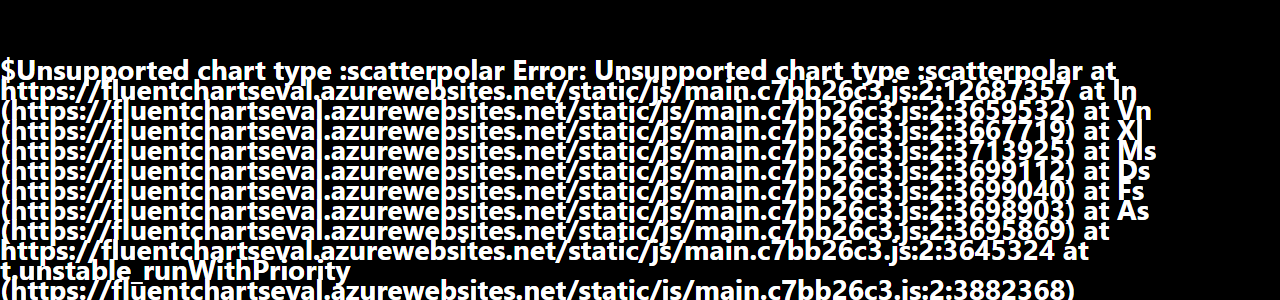 $Unsupported chart type :scatterpolar Error: Unsupported chart type :scatterpolar at
https://fluentchartseval.azurewebsites.net/static/js/main.c7bb26c3.js:2:12687357 at In
(https://fluentchartseval.azurewebsites.net/static/js/main.c7bb26c3.js:2:3659532) at Vn
(https://fluentchartseval.azurewebsites.net/static/js/main.c7bb26c3.js:2:3667719) at Xl
(https://fluentchartseval.azurewebsites.net/static/js/main.c7bb26c3.js:2:3713925) at Ms
(https://fluentchartseval.azurewebsites.net/static/js/main.c7bb26c3.js:2:3699112) at Ds
(https://fluentchartseval.azurewebsites.net/static/js/main.c7bb26c3.js:2:3699040) at Fs
(https://fluentchartseval.azurewebsites.net/static/js/main.c7bb26c3.js:2:3698903) at As
(https://fluentchartseval.azurewebsites.net/static/js/main.c7bb26c3.js:2:3695869) at
https://fluentchartseval.azurewebsites.net/static/js/main.c7bb26c3.js:2:3645324 at
t.unstable_runWithPriority
(https://fluentchartseval.azurewebsites.net/static/js/main.c7bb26c3.js:2:3882368)